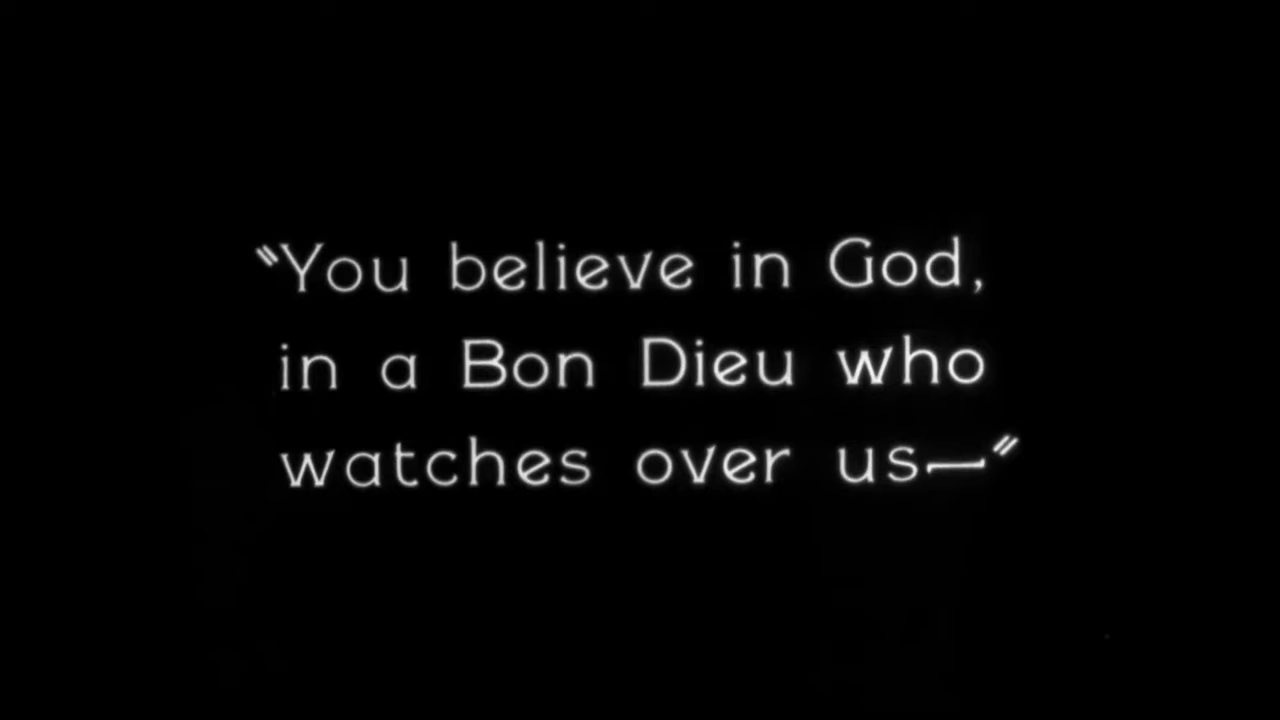 "You believe in God,
in a Bon Dieu who
watches over us—"